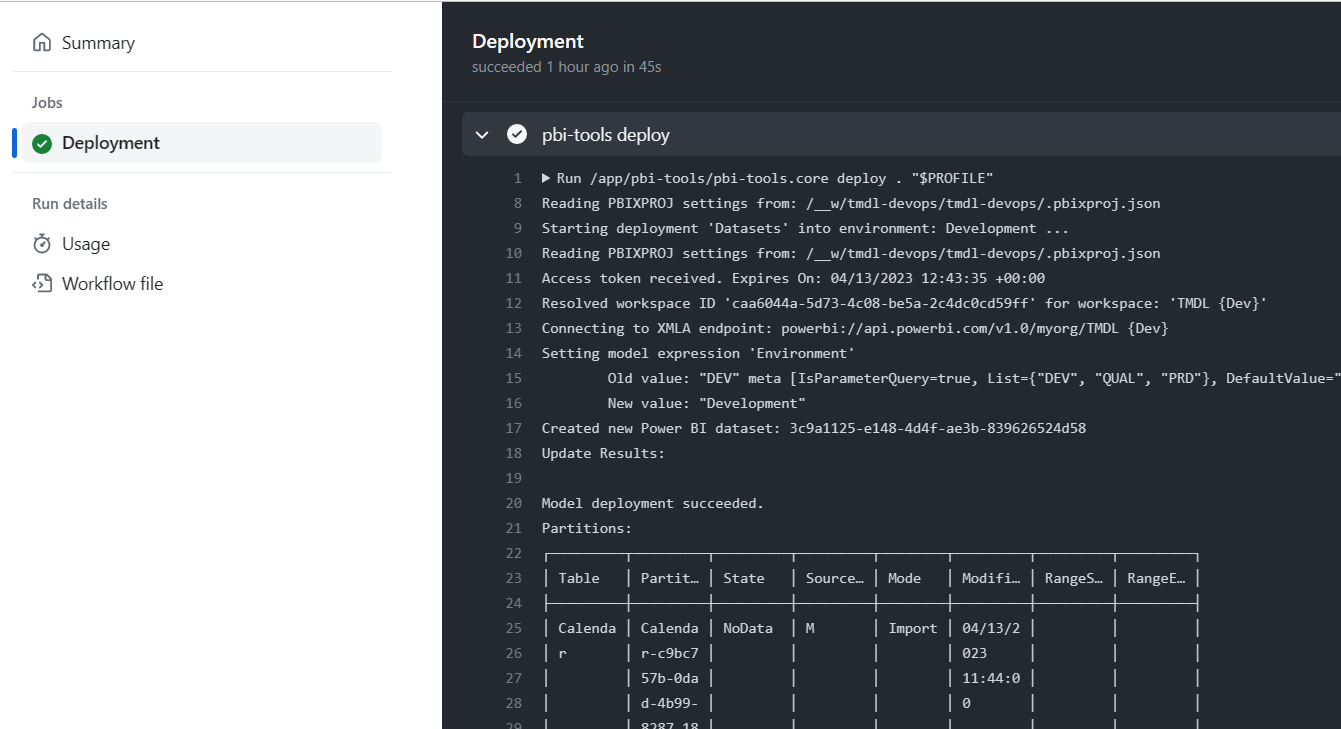 Summary
Jobs
Deployment
Run details
Usage
Workflow file
Deployment
succeeded 1 hour ago in 45s
pbi-tools deploy
1 Run /app/pbi-tools/pbi-tools.core deploy . "$PROFILE"
8 Reading PBIXPROJ settings from: /__w/tmdl-devops/tmdl-devops/.pbixproj.json
9 Starting deployment 'Datasets' into environment: Development ...
10 Reading PBIXPROJ settings from: /__w/tmdl-devops/tmdl-devops/.pbixproj.json
11 Access token received. Expires On: 04/13/2023 12:43:35 +00:00
12 Resolved workspace ID 'caa6044a-5d73-4c08-be5a-2c4dc0cd59ff' for workspace: 'TMDL {Dev}'
13 Connecting to XMLA endpoint: powerbi://api.powerbi.com/v1.0/myorg/TMDL {Dev}
14 Setting model expression 'Environment'
15 Old value: "DEV" meta [IsParameterQuery=true, List={"DEV", "QUAL", "PRD"}, DefaultValue="
16 New value: "Development"
17 Created new Power BI dataset: 3c9a1125-e148-4d4f-ae3b-839626524d58
18 Update Results:
19
20 Model deployment succeeded.
21 Partitions:
22
23 Table Partit… State Source… Mode Modifi… RangeS… RangeE…
24
25 Calenda Calenda NoData M Import 04/13/2
26 r r-c9bc7 023
27 57b-0da 11:44:0
28 d-4b99- 0
29 8287-18